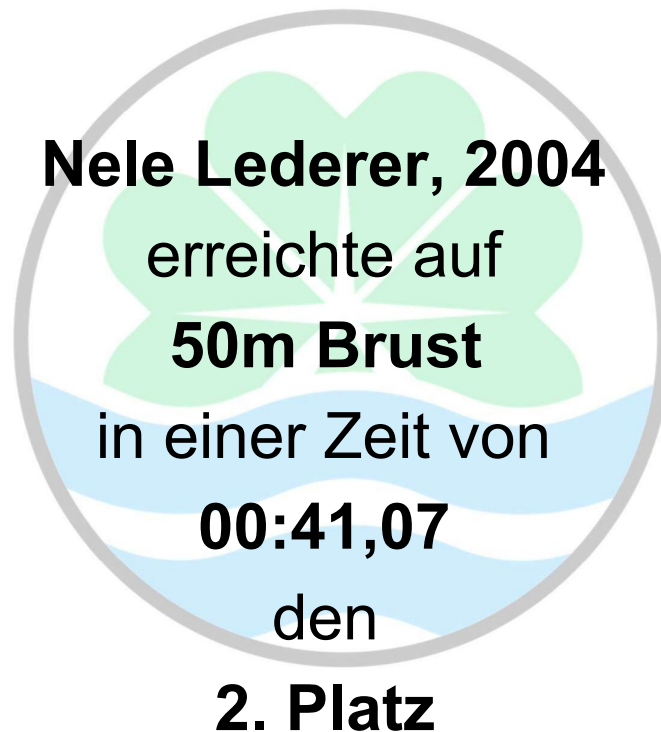 Nele Lederer, 2004
erreichte auf
50m Brust
in einer Zeit von
00:41,07
den
2. Platz